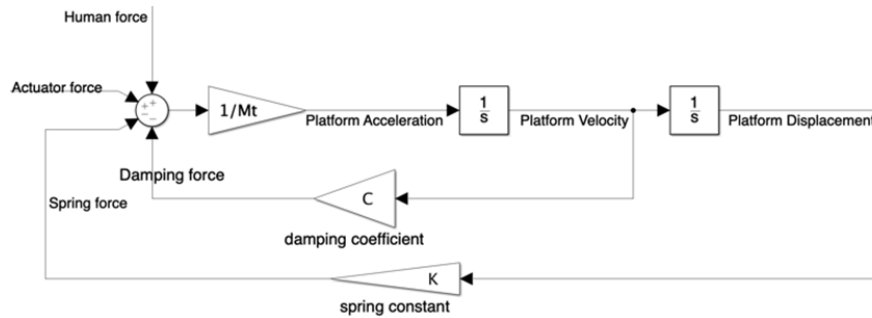 Human force
Actuator force
+
+
−
−
1/Mt
Platform Acceleration
1
s
Platform Velocity
1
s
Platform Displacement
Damping force
C
Spring force
damping coefficient
K
spring constant